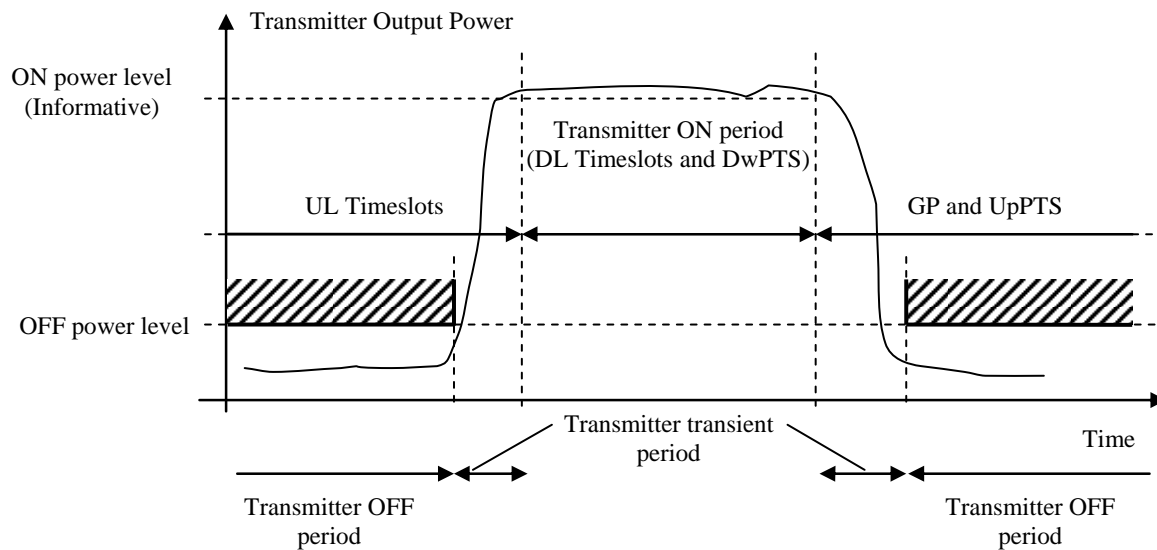 Transmitter Output Power
ON power level
(Informative)
Transmitter ON period
(DL Timeslots and DwPTS)
UL Timeslots
GP and UpPTS
OFF power level
Transmitter transient
period
Time
Transmitter OFF
period
Transmitter OFF
period